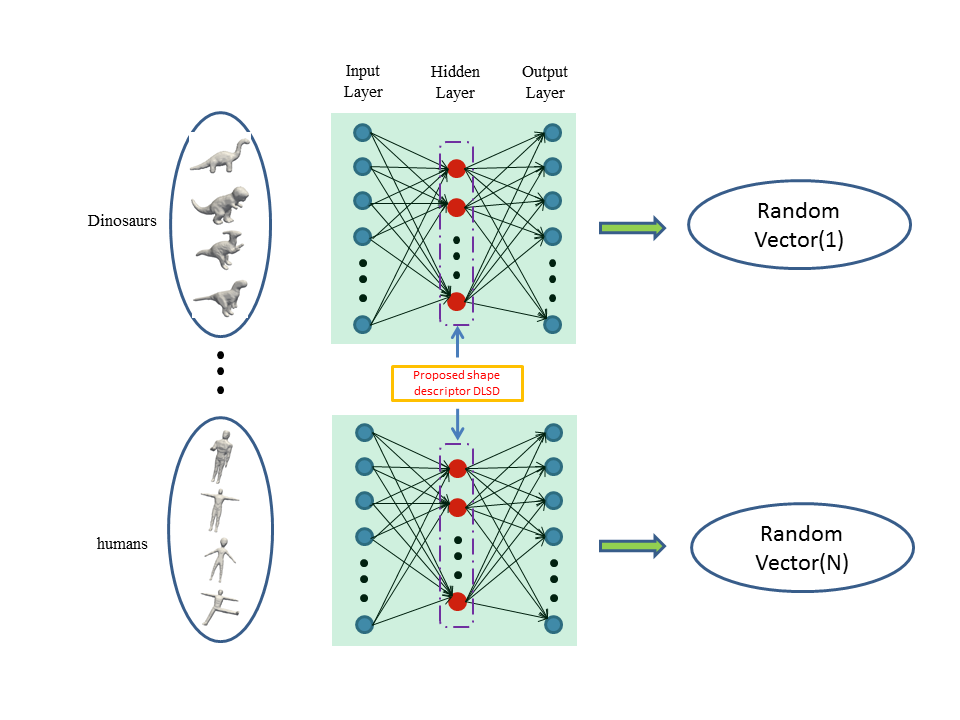 Input
Layer
Hidden
Layer
Output
Layer
Dinosaurs
Random
Vector(1)
Proposed shape
descriptor DLSD
humans
Random
Vector(N)